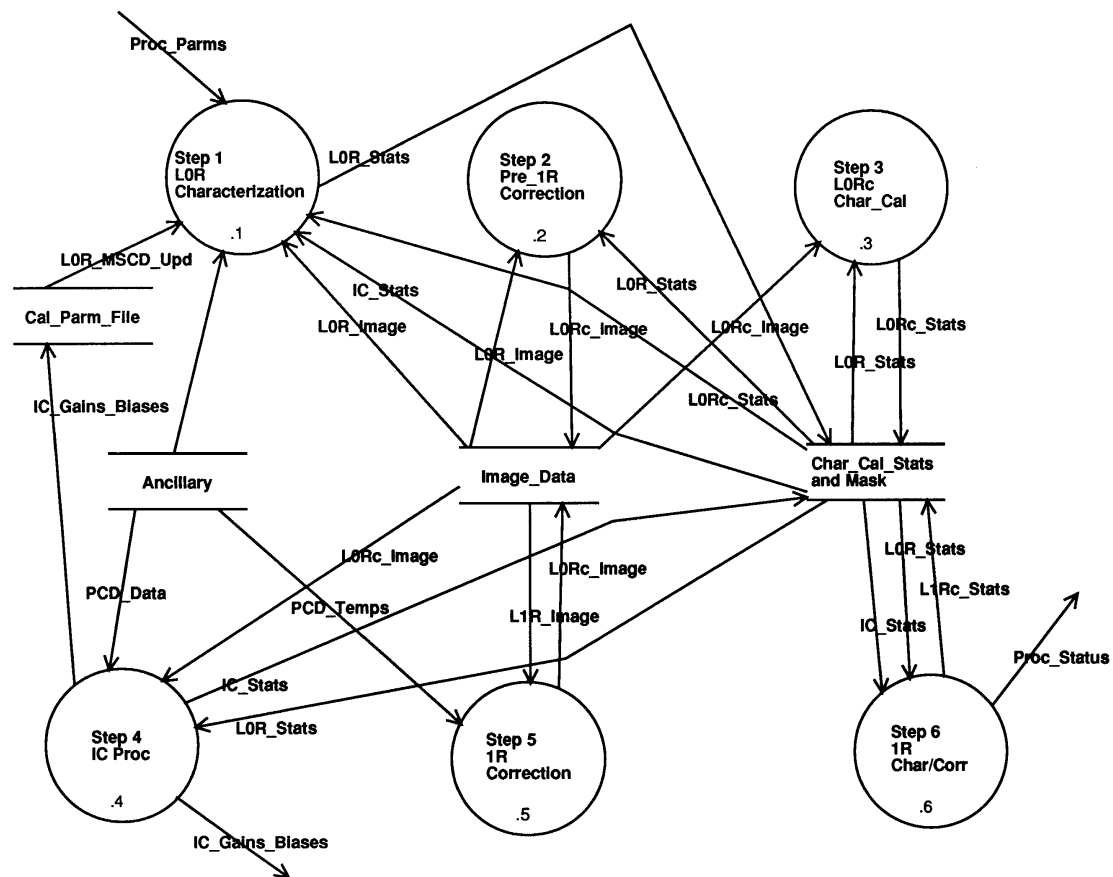 Proc_Parms
Step 1
L0R
Characterization
.1
L0R_Stats
Step 2
Pre_1R
Correction
.2
Step 3
L0Rc
Char_Cal
.3
L0R_MSCD_Upd
Cal_Parm_File
IC_Stats
L0R_Image
L0R_Image
L0Rc_Image
L0R_Stats
L0Rc_Image
L0Rc_Stats
L0R_Stats
L0Rc_Stats
IC_Gains_Biases
Ancillary
Image_Data
Char_Cal_Stats
and Mask
PCD_Data
PCD_Temps
L0Rc_Image
L0Rc_Image
L1R_Image
L0R_Stats
L1Rc_Stats
IC_Stats
Proc_Status
IC_Stats
L0R_Stats
Step 4
IC Proc
.4
Step 5
1R
Correction
.5
Step 6
1R
Char/Corr
.6
IC_Gains_Biases